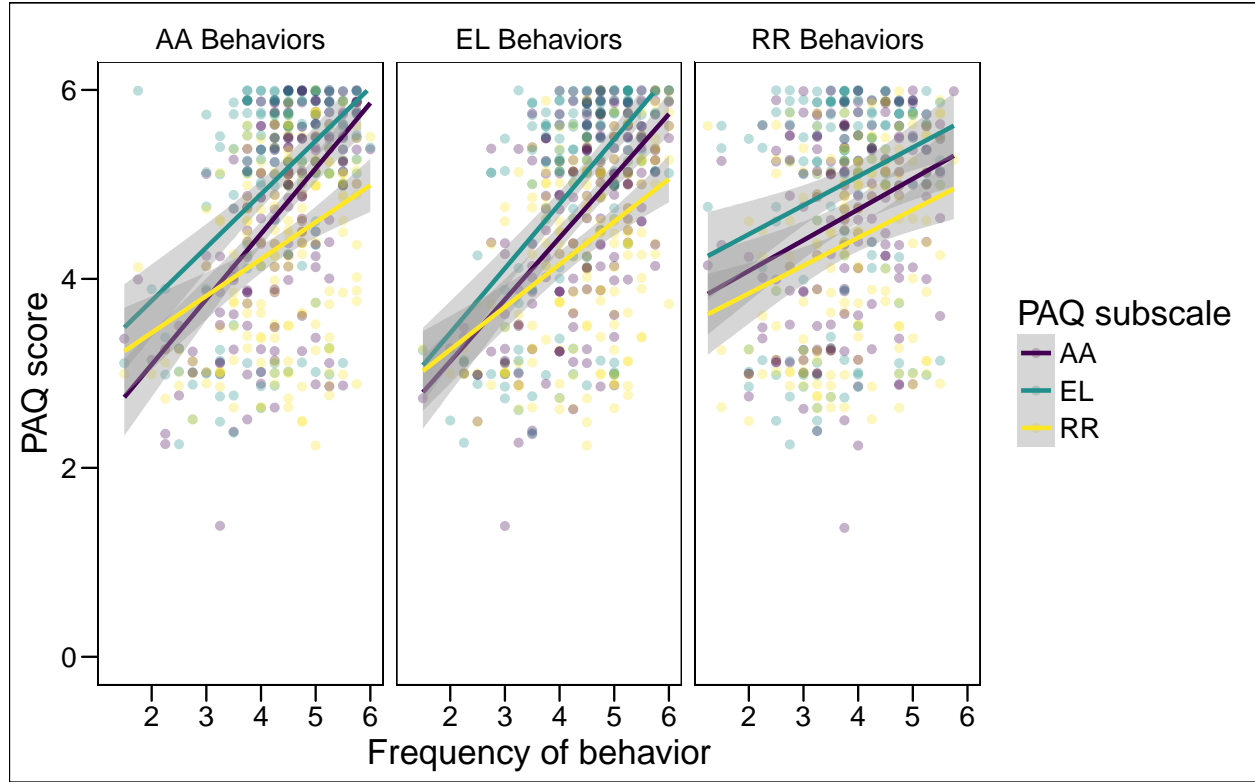 AA Behaviors
EL Behaviors
RR Behaviors
PAQ score
6
4
2
0
2 3 4 5 6
2 3 4 5 6
2 3 4 5 6
Frequency of behavior
PAQ subscale
AA
EL
RR